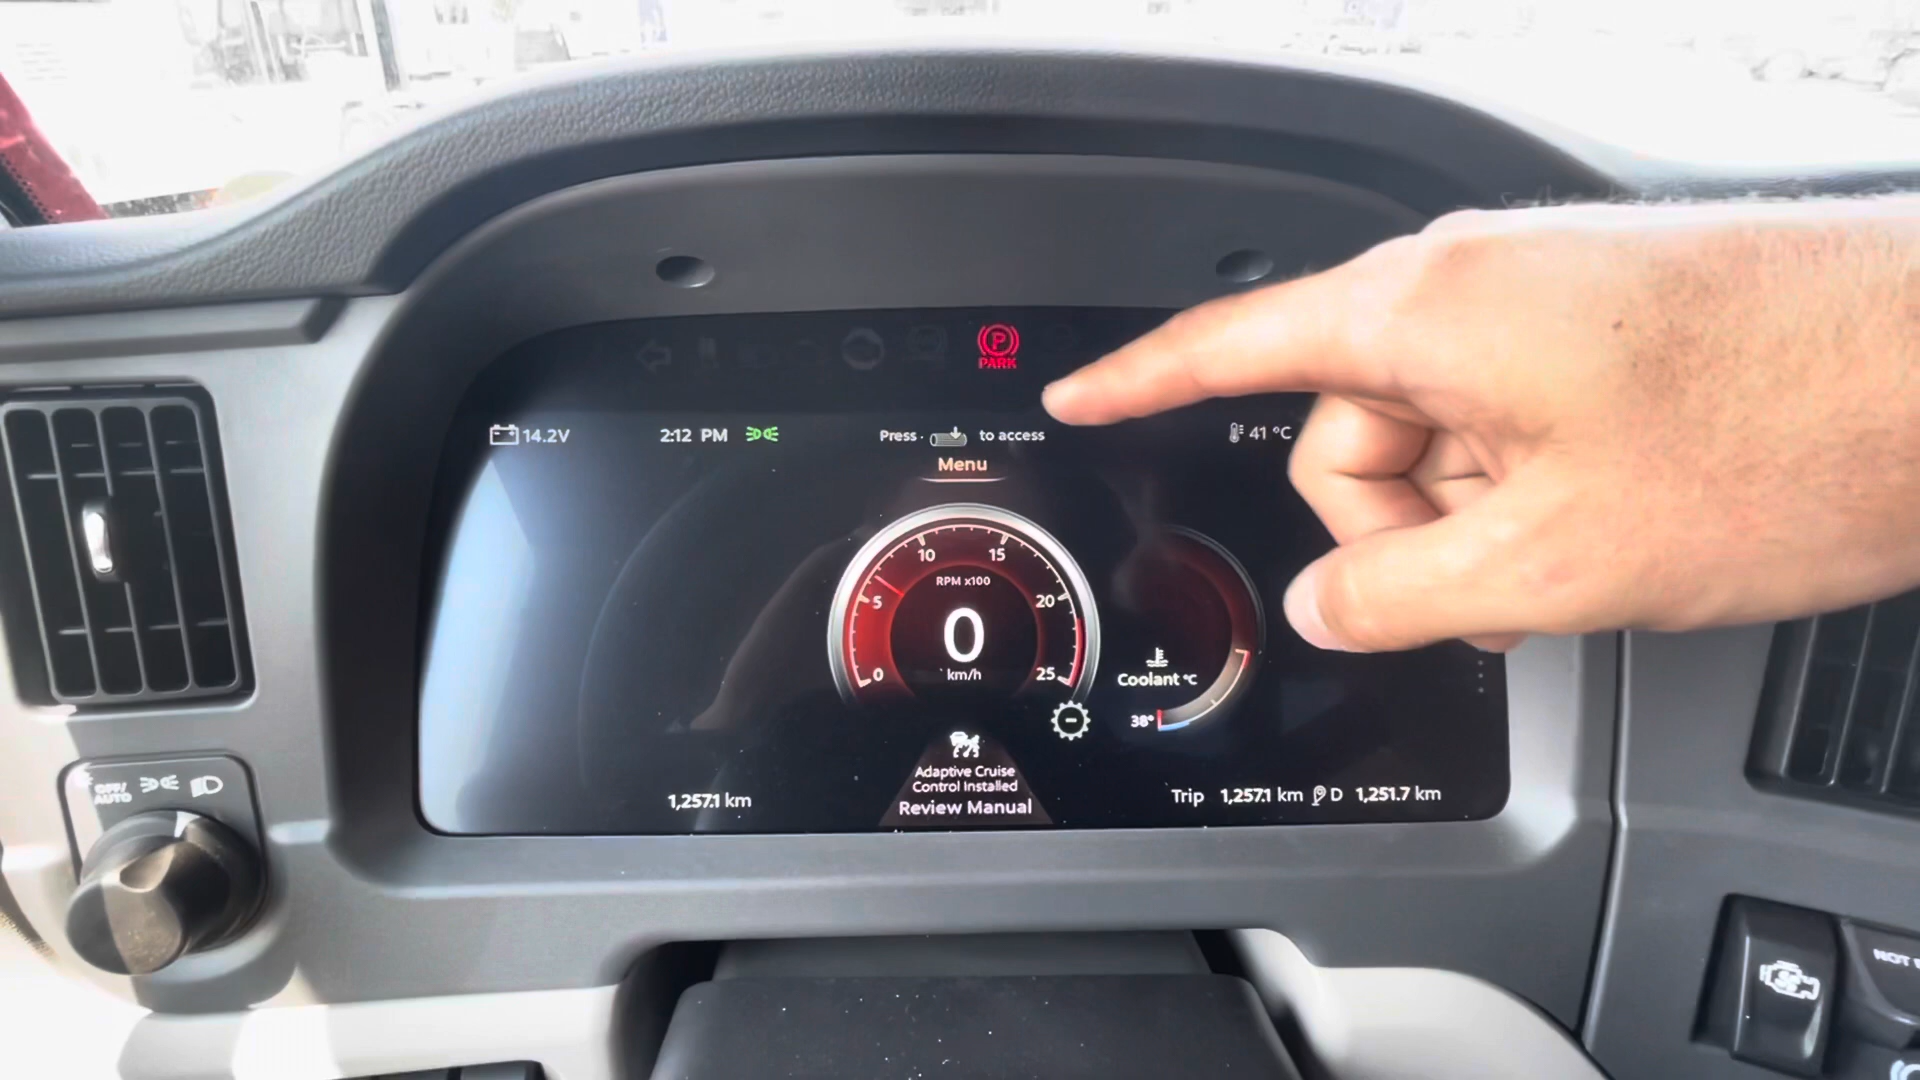 P
PARK
14.2V
2:12 PM
Press
to access
41 °C
Menu
10
15
RPM x100
5
20
0
km/h
0
25
Coolant °C
38°
Adaptive Cruise
Control Installed
Review Manual
1,257.1 km
Trip 1,257.1 km
D 1,251.7 km
OFF/
AUTO
NOT